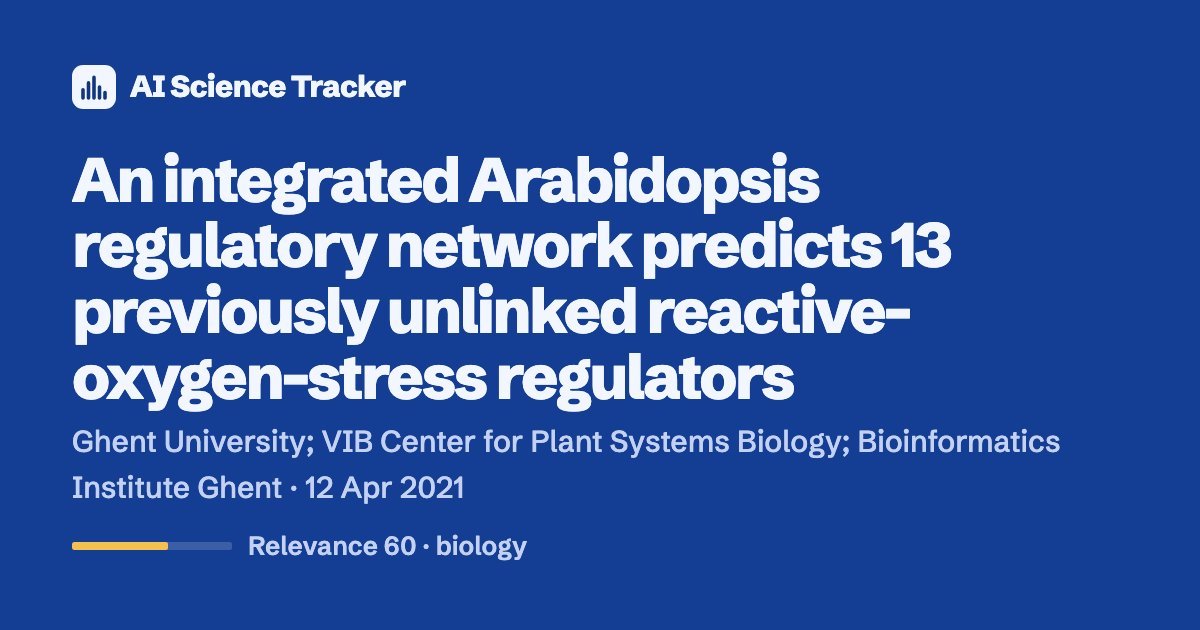 AI Science Tracker
An integrated Arabidopsis
regulatory network predicts 13
previously unlinked reactive-
oxygen-stress regulators
Ghent University; VIB Center for Plant Systems Biology; Bioinformatics
Institute Ghent · 12 Apr 2021
Relevance 60 · biology